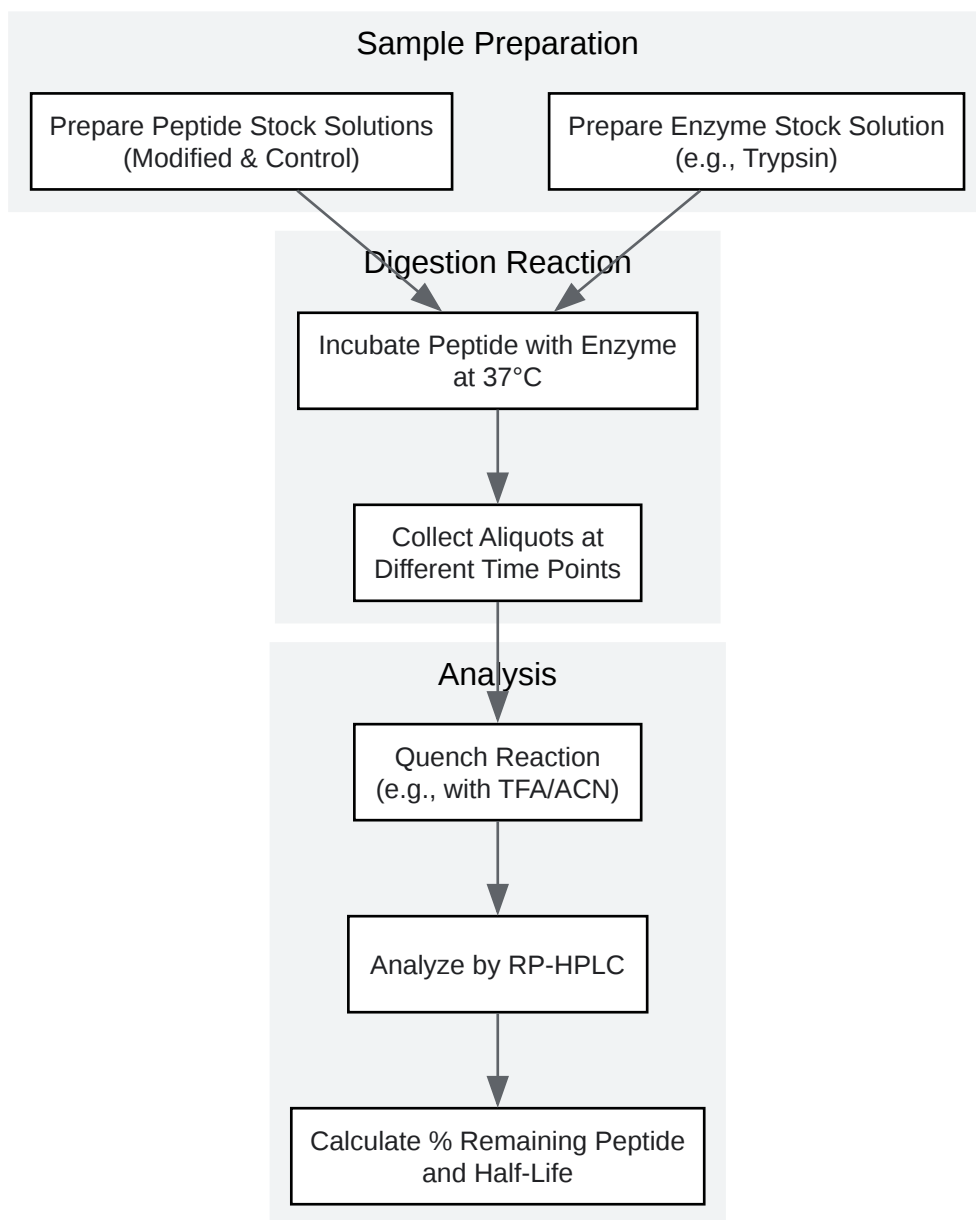 Sample Preparation
Prepare Peptide Stock Solutions
(Modified & Control)
Prepare Enzyme Stock Solution
(e.g., Trypsin)
Digestion Reaction
Incubate Peptide with Enzyme
at 37°C
Collect Aliquots at
Different Time Points
Analysis
Quench Reaction
(e.g., with TFA/ACN)
Analyze by RP-HPLC
Calculate % Remaining Peptide
and Half-Life